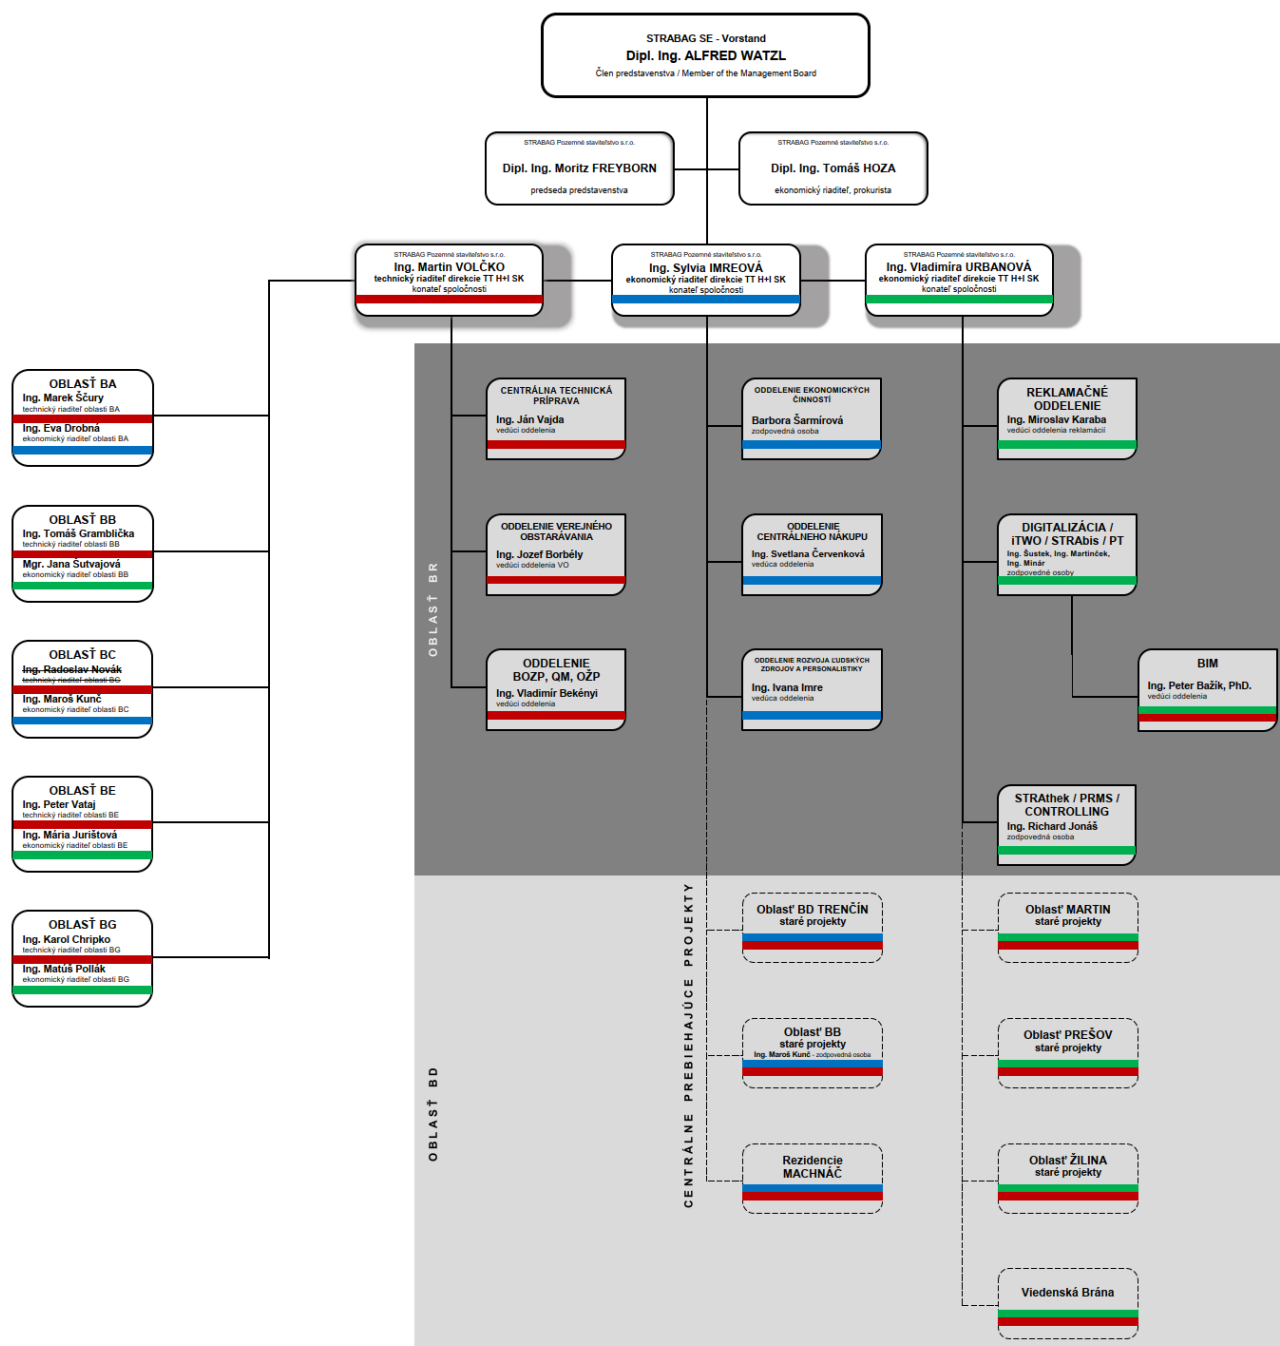 STRABAG SE - Vorstand
Dipl. Ing. ALFRED WATZL
Člen predstavenstva / Member of the Management Board
STRABAG Pozemné staviteľstvo s.r.o.
Dipl. Ing. Moritz FREYBORN
predseda predstavenstva
STRABAG Pozemné staviteľstvo s.r.o.
Dipl. Ing. Tomáš HOZA
ekonomický riaditeľ, prokurista
STRABAG Pozemné staviteľstvo s.r.o.
Ing. Martin VOLČKO
technický riaditeľ direkcie TT H+I SK
konateľ spoločnosti
STRABAG Pozemné staviteľstvo s.r.o.
Ing. Sylvia IMREOVÁ
ekonomický riaditeľ direkcie TT H+I SK
konateľ spoločnosti
STRABAG Pozemné staviteľstvo s.r.o.
Ing. Vladimíra URBANOVÁ
ekonomický riaditeľ direkcie TT H+I SK
konateľ spoločnosti
OBLASŤ BA
Ing. Marek Ščury
technický riaditeľ oblasti BA
Ing. Eva Drobná
ekonomický riaditeľ oblasti BA
OBLASŤ BB
Ing. Tomáš Gramblička
technický riaditeľ oblasti BB
Mgr. Jana Šutvajová
ekonomický riaditeľ oblasti BB
OBLASŤ BC
Ing. Radoslav Novák
technický riaditeľ oblasti BC
Ing. Maroš Kunč
ekonomický riaditeľ oblasti BC
OBLASŤ BE
Ing. Peter Vataj
technický riaditeľ oblasti BE
Ing. Mária Jurištová
ekonomický riaditeľ oblasti BE
OBLASŤ BG
Ing. Karol Chripko
technický riaditeľ oblasti BG
Ing. Matúš Pollák
ekonomický riaditeľ oblasti BG
OBLASŤ BR
CENTRÁLNA TECHNICKÁ
PRÍPRAVA
Ing. Ján Vajda
vedúci oddelenia
ODDELENIE VEREJNÉHO
OBSTARÁVANIA
Ing. Jozef Borbély
vedúci oddelenia VO
ODDELENIE
BOZP, QM, OŽP
Ing. Vladimír Bekényi
vedúci oddelenia
ODDELENIE EKONOMICKÝCH
ČINNOSTÍ
Barbora Šarmírová
zodpovedná osoba
ODDELENIE
CENTRÁLNEHO NÁKUPU
Ing. Svetlana Červenková
vedúca oddelenia
ODDELENIE ROZVOJA ĽUDSKÝCH
ZDROJOV A PERSONALISTIKY
Ing. Ivana Imre
vedúca oddelenia
REKLAMAČNÉ
ODDELENIE
Ing. Miroslav Karaba
vedúci oddelenia reklamácií
DIGITALIZÁCIA /
iTWO / STRAbis / PT
Ing. Šustek, Ing. Martinček,
Ing. Minár
zodpovedné osoby
BIM
Ing. Peter Bažík, PhD.
vedúci oddelenia
STRAthek / PRMS /
CONTROLLING
Ing. Richard Jonáš
zodpovedná osoba
OBLASŤ BD
CENTRÁLNE PREBIEHAJÚCE PROJEKTY
Oblasť BD TRENČÍN
staré projekty
Oblasť BB
staré projekty
Ing. Maroš Kunč - zodpovedná osoba
Rezidencie
MACHNÁČ
Oblasť MARTIN
staré projekty
Oblasť PREŠOV
staré projekty
Oblasť ŽILINA
staré projekty
Viedenská Brána